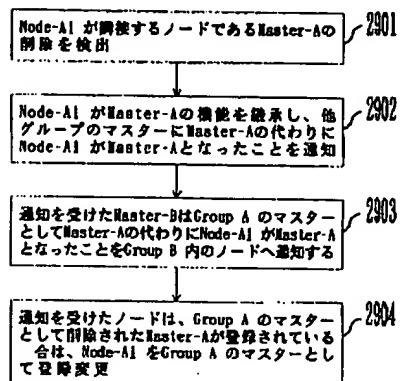 Node-A1 が隣接するノードであるMaster-Aの
削除を検出
2901
Node-A1 がMaster-Aの機能を継承し、他
グループのマスターにMaster-Aの代わりに
Node-A1 がMaster-Aとなったことを通知
2902
通知を受けたMaster-BはGroup A のマスター
としてMaster-Aの代わりにNode-A1 がMaster-A
となったことをGroup B 内のノードへ通知する
2903
通知を受けたノードは、Group A のマスター
として削除されたMaster-Aが登録されている
合は、Node-A1 をGroup A のマスターとし
て登録変更
2904